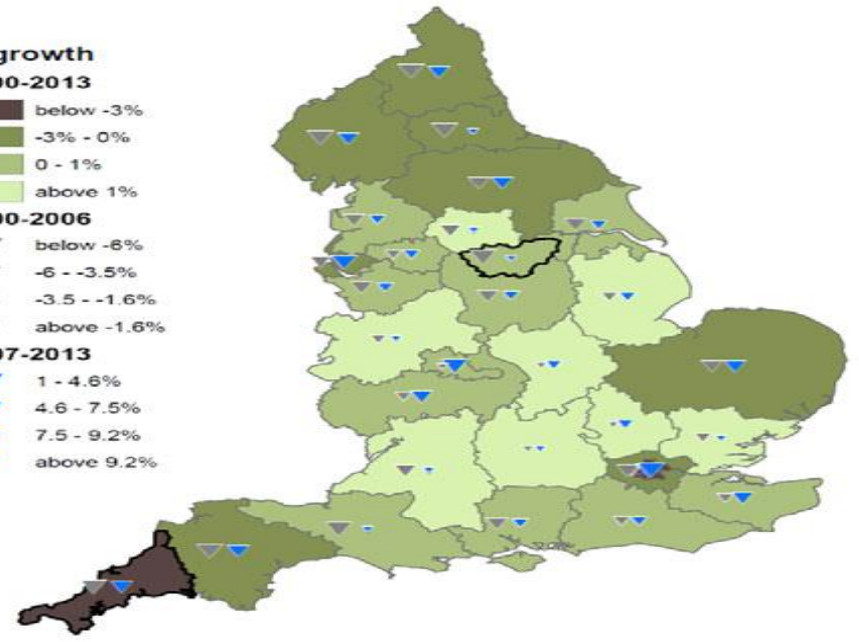 growth
00-2013
below -3%
-3% - 0%
0 - 1%
above 1%
00-2006
below -6%
-6 - -3.5%
-3.5 - -1.6%
above -1.6%
07-2013
1 - 4.6%
4.6 - 7.5%
7.5 - 9.2%
above 9.2%